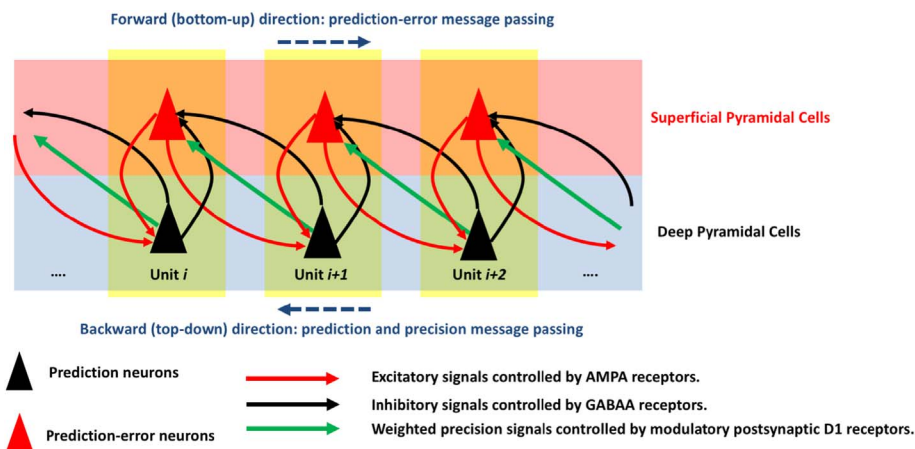 Forward (bottom-up) direction: prediction-error message passing
Superficial Pyramidal Cells
Deep Pyramidal Cells
....
Unit i
Unit i+1
Unit i+2
....
Backward (top-down) direction: prediction and precision message passing
Prediction neurons
Prediction-error neurons
Excitatory signals controlled by AMPA receptors.
Inhibitory signals controlled by GABAA receptors.
Weighted precision signals controlled by modulatory postsynaptic D1 receptors.